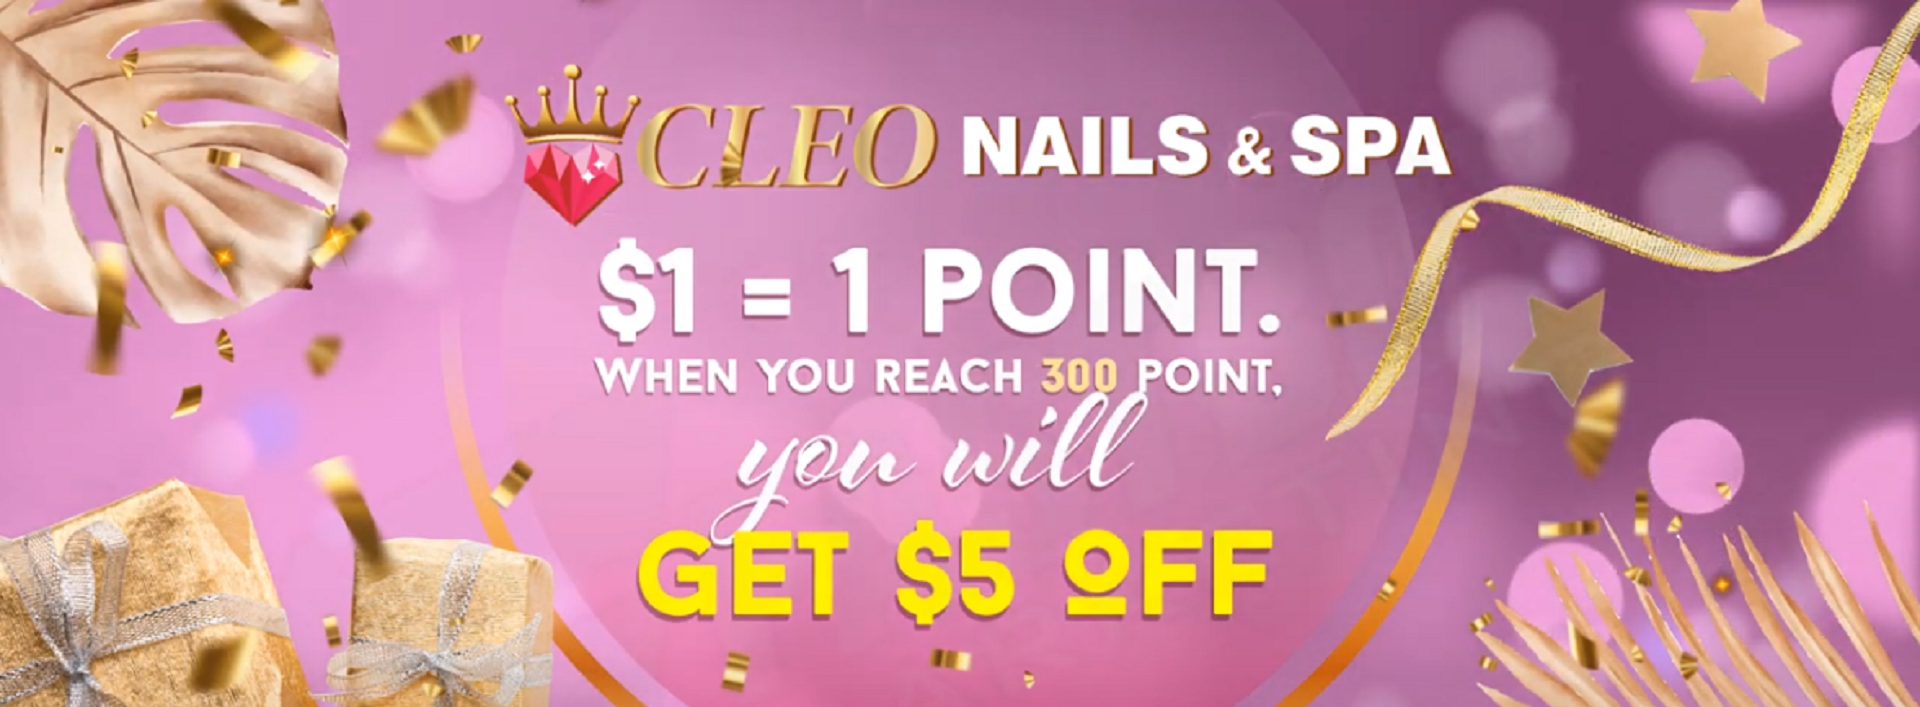 CLEO NAILS & SPA
$1 = 1 POINT.
WHEN YOU REACH 300 POINT,
you will
GET $5 OFF